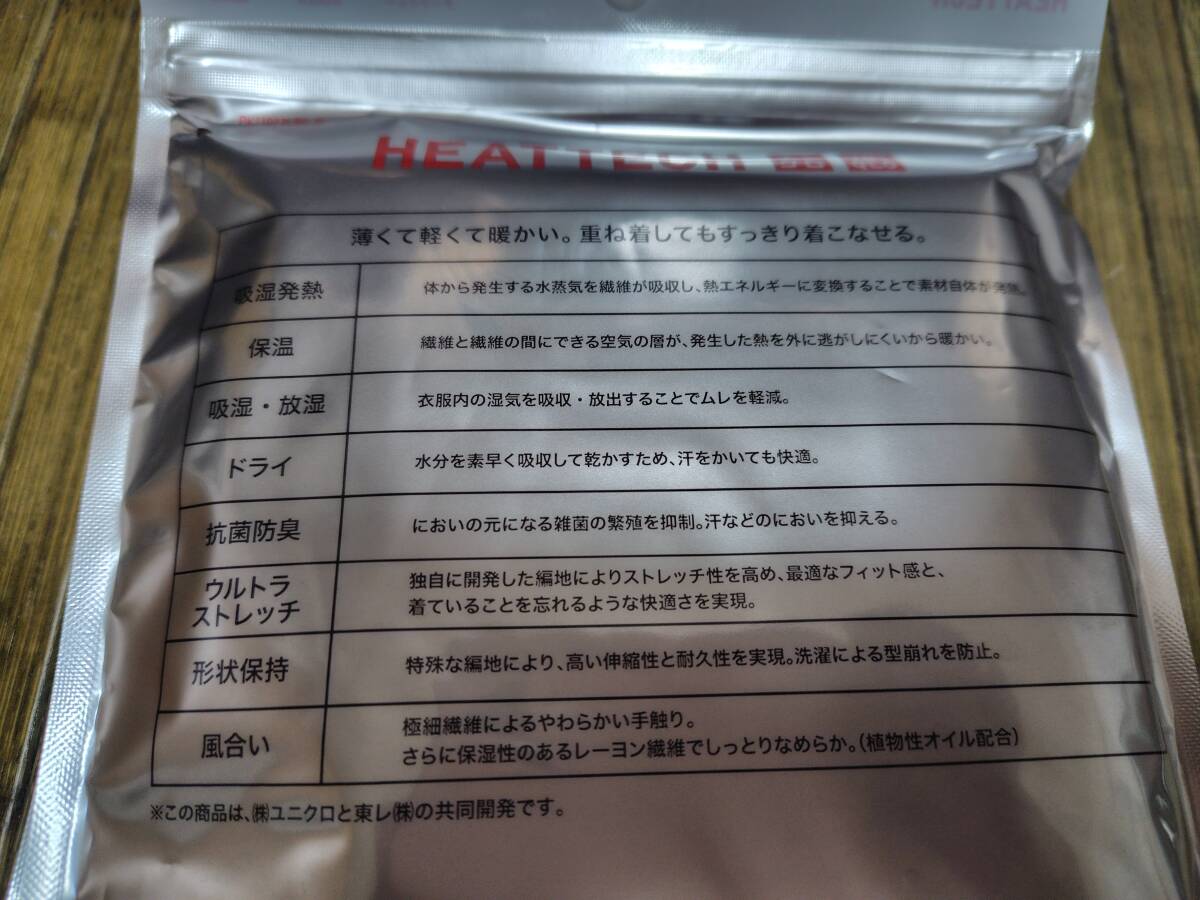 HEATTECH
薄くて軽くて暖かい。重ね着してもすっきり着こなせる。
吸湿発熱 体から発生する水蒸気を繊維が吸収し、熱エネルギーに変換することで素材自体が発熱。
保温 繊維と繊維の間にできる空気の層が、発生した熱を外に逃がしにくいから暖かい。
吸湿・放湿 衣服内の湿気を吸収・放出することでムレを軽減。
ドライ 水分を素早く吸収して乾かすため、汗をかいても快適。
抗菌防臭 においの元になる雑菌の繁殖を抑制。汗などのにおいを抑える。
ウルトラ
ストレッチ
独自に開発した編地によりストレッチ性を高め、最適なフィット感と、
着ていることを忘れるような快適さを実現。
形状保持 特殊な編地により、高い伸縮性と耐久性を実現。洗濯による型崩れを防止。
風合い
極細繊維によるやわらかい手触り。
さらに保湿性のあるレーヨン繊維でしっとりなめらか。(植物性オイル配合)
※この商品は、㈱ユニクロと東レ㈱の共同開発です。